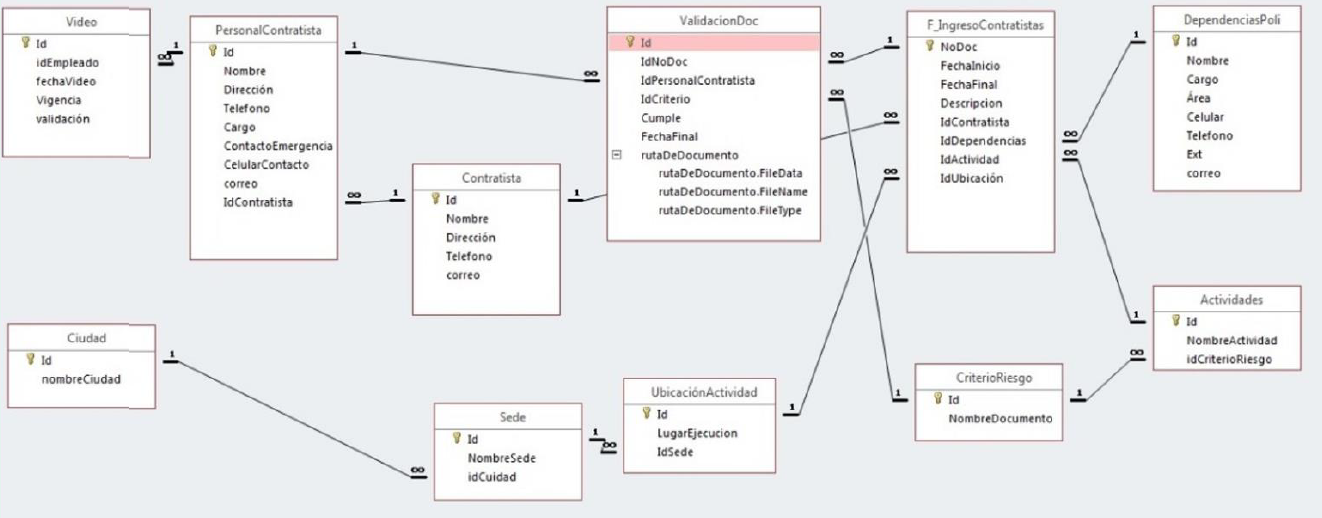 Video
Id
idEmpleado
fechaVideo
Vigencia
validación
PersonalContratista
Id
Nombre
Dirección
Telefono
Cargo
ContactoEmergencia
CelularContacto
correo
IdContratista
Contratista
Id
Nombre
Dirección
Telefono
correo
ValidacionDoc
Id
IdNoDoc
IdPersonalContratista
IdCriterio
Cumple
FechaFinal
rutaDeDocumento
rutaDeDocumento.FileData
rutaDeDocumento.FileName
rutaDeDocumento.FileType
F_IngresoContratistas
NoDoc
FechaInicio
FechaFinal
Descripcion
IdContratista
IdDependencias
IdActividad
IdUbicación
DependenciasPoli
Id
Nombre
Cargo
Área
Celular
Telefono
Ext
correo
Ciudad
Id
nombreCiudad
Sede
Id
NombreSede
idCuidad
UbicaciónActividad
Id
LugarEjecucion
IdSede
CriterioRiesgo
Id
NombreDocumento
Actividades
Id
NombreActividad
idCriterioRiesgo
1
∞
1
∞
∞
1
1
∞
∞
1
∞
1
∞
1
∞
1
∞
1
1
∞
1
∞
1
∞